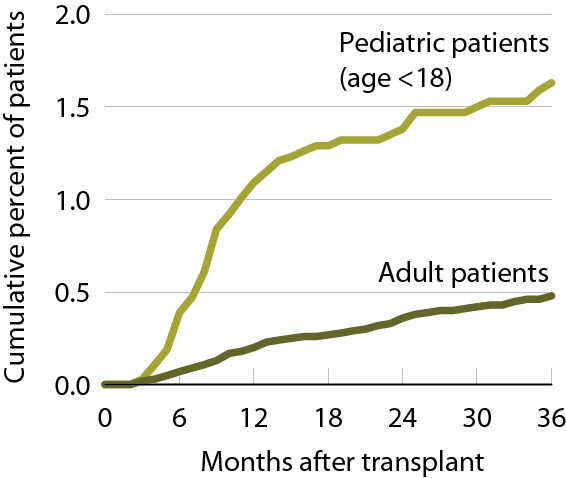 Cumulative percent of patients
2.0
1.5
1.0
0.5
0.0
Pediatric patients
(age <18)
Adult patients
0 6 12 18 24 30 36
Months after transplant